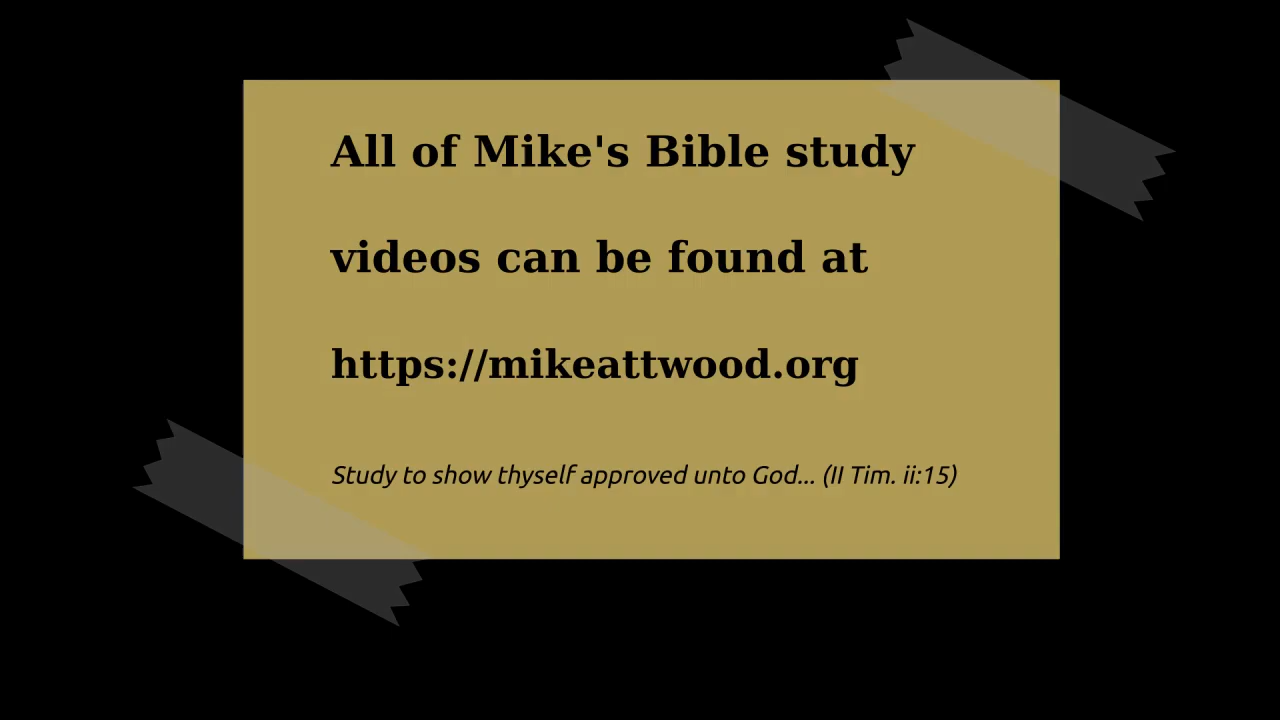 All of Mike's Bible study
videos can be found at
https://mikeattwood.org
Study to show thyself approved unto God... (II Tim. ii:15)